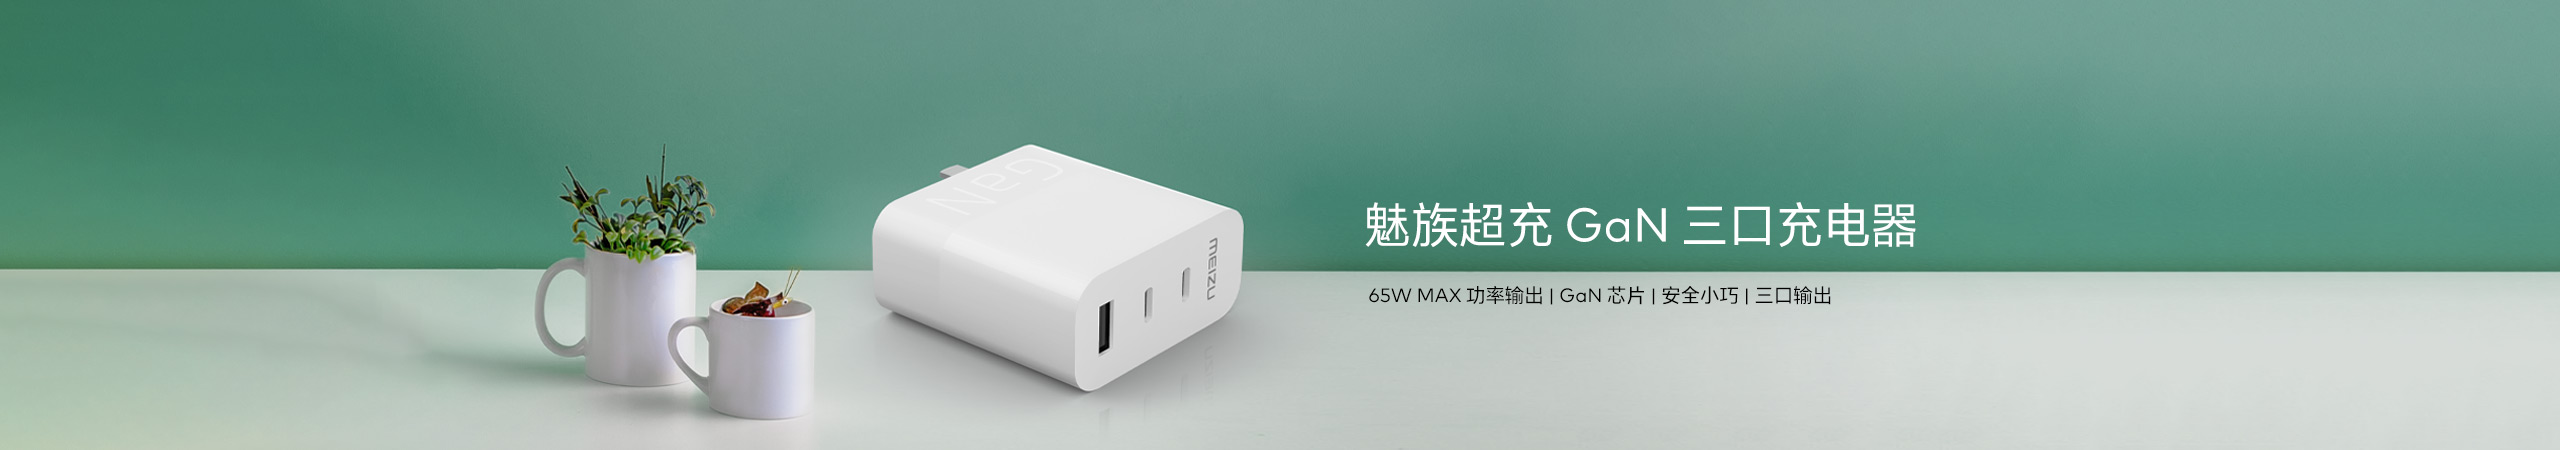 GaN
MEIZU
魅族超充 GaN 三口充电器
65W MAX 功率输出 | GaN 芯片 | 安全小巧 | 三口输出